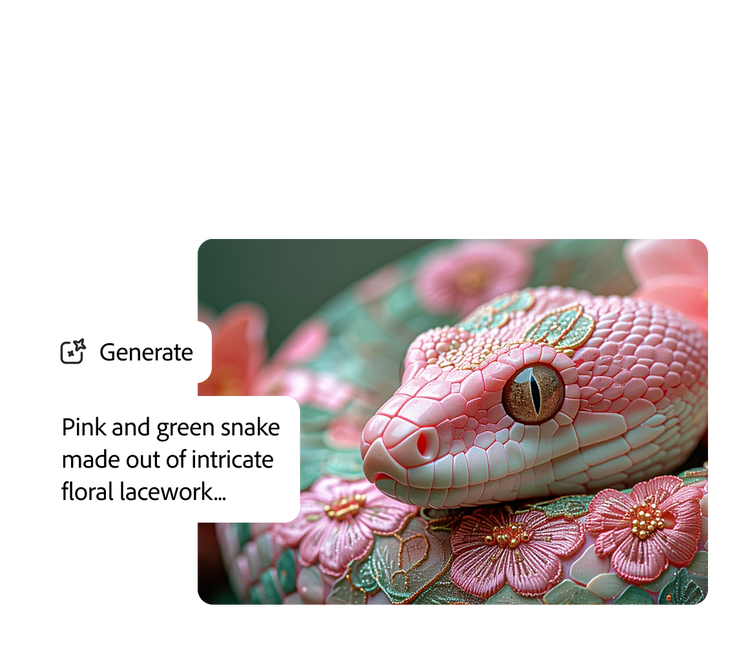 Generate
Pink and green snake
made out of intricate
floral lacework...